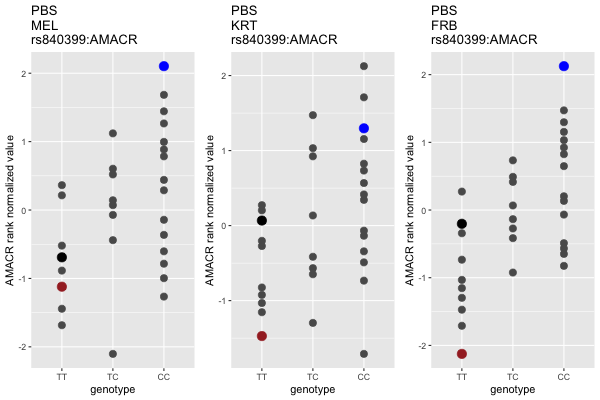 PBS
MEL
rs840399:AMACR
AMACR rank normalized value
2
1
0
-1
-2
TT
TC
CC
genotype
PBS
KRT
rs840399:AMACR
AMACR rank normalized value
2
1
0
-1
TT
TC
CC
genotype
PBS
FRB
rs840399:AMACR
AMACR rank normalized value
2
1
0
-1
-2
TT
TC
CC
genotype